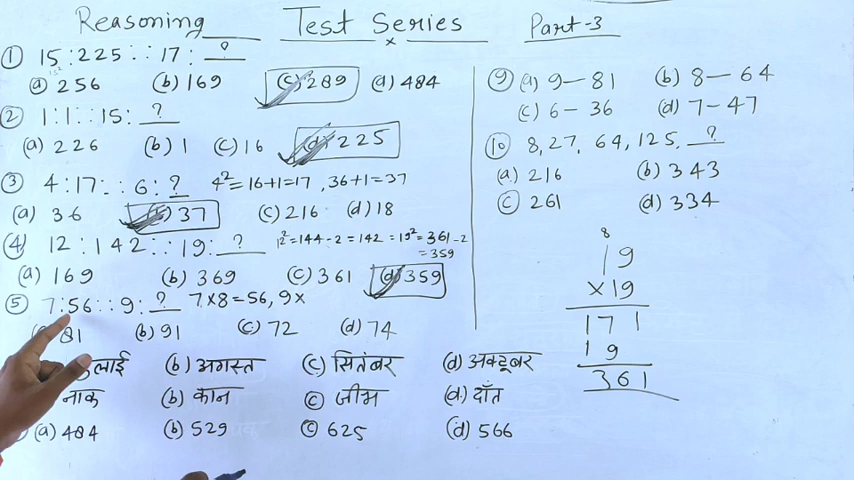 Reasoning Test Series Part-3
① 15:225::17: ?
(a) 256 (b) 169 (c) 289 (d) 484
② 1:1::15: ?
(a) 226 (b) 1 (c) 16 (d) 225
③ 4:17::6: ? 4²=16+1=17, 36+1=37
(a) 36 (b) 37 (c) 216 (d) 18
④ 12:142::19: ? 12²=144-2=142=19²=361-2
=359
(a) 169 (b) 369 (c) 361 (d) 359
⑤ 7:56::9: ? 7×8=56, 9×
81 (b) 91 (c) 72 (d) 74
(b) अगस्त (c) सितंबर (d) अक्टूबर
नाक (b) कान (c) जीभ (d) दाँत
(a) 484 (b) 529 (c) 625 (d) 566
⑨ (a) 9-81 (b) 8-64
(c) 6-36 (d) 7-47
⑩ 8, 27, 64, 125, ?
(a) 216 (b) 343
(c) 261 (d) 334
8
19
×19
171
19
361